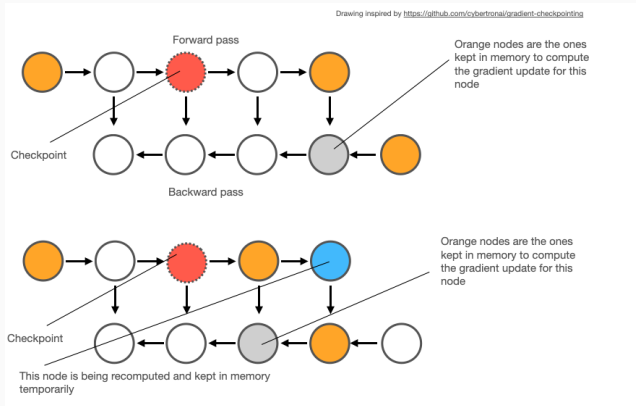 Drawing inspired by https://github.com/cybertronai/gradient-checkpointing
Forward pass
Orange nodes are the ones
kept in memory to compute
the gradient update for this
node
Checkpoint
Backward pass
Orange nodes are the ones
kept in memory to compute
the gradient update for this
node
Checkpoint
This node is being recomputed and kept in memory
temporarily